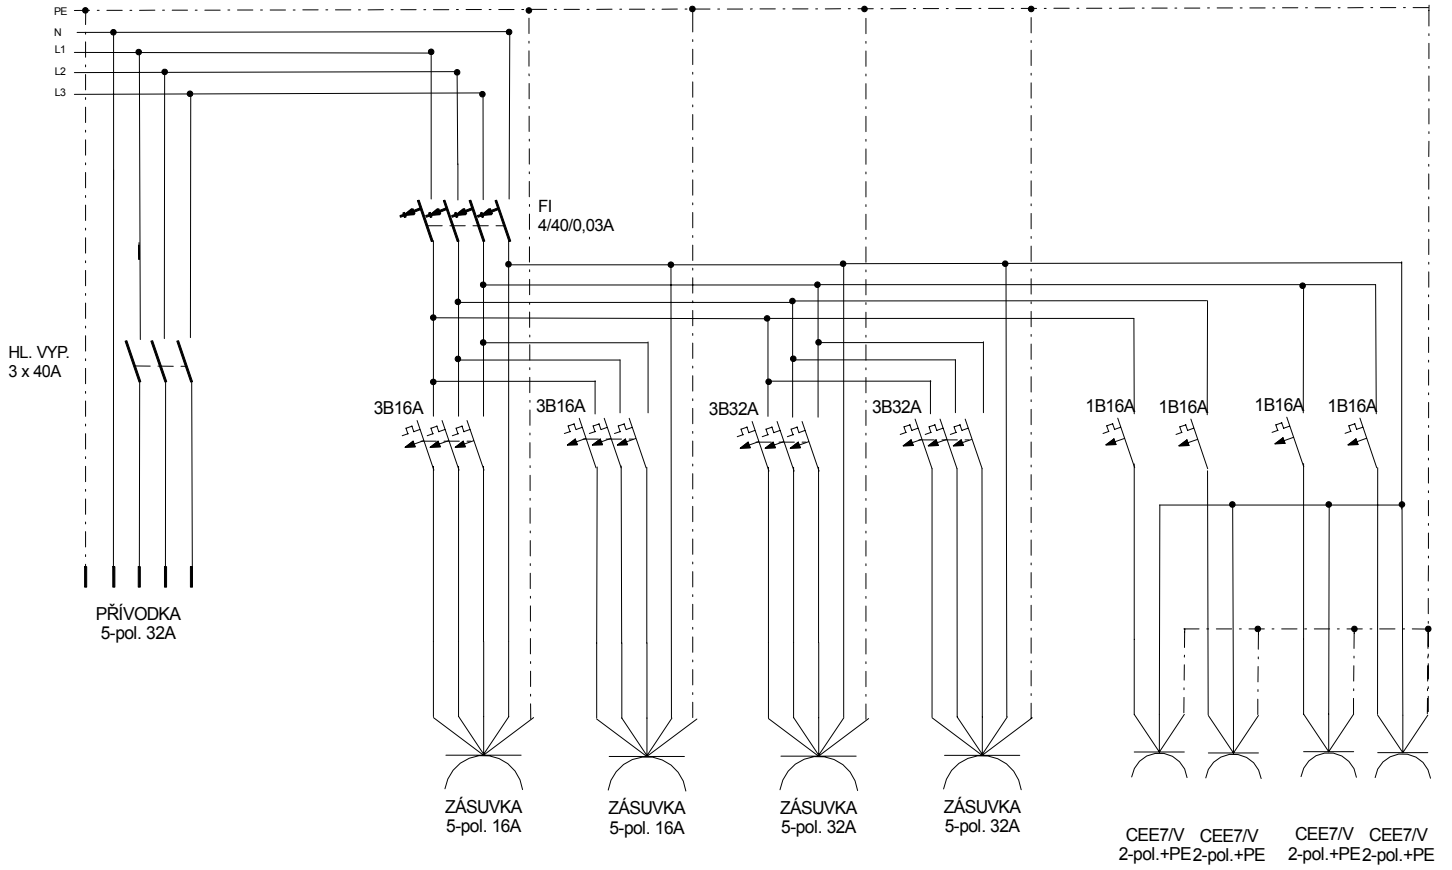 PE
N
L1
L2
L3
FI
4/40/0,03A
HL. VYP.
3 x 40A
3B16A
3B16A
3B32A
3B32A
1B16A
1B16A
1B16A
1B16A
PŘÍVODKA
5-pol. 32A
ZÁSUVKA
5-pol. 16A
ZÁSUVKA
5-pol. 16A
ZÁSUVKA
5-pol. 32A
ZÁSUVKA
5-pol. 32A
CEE7/V
2-pol.+PE
CEE7/V
2-pol.+PE
CEE7/V
2-pol.+PE
CEE7/V
2-pol.+PE